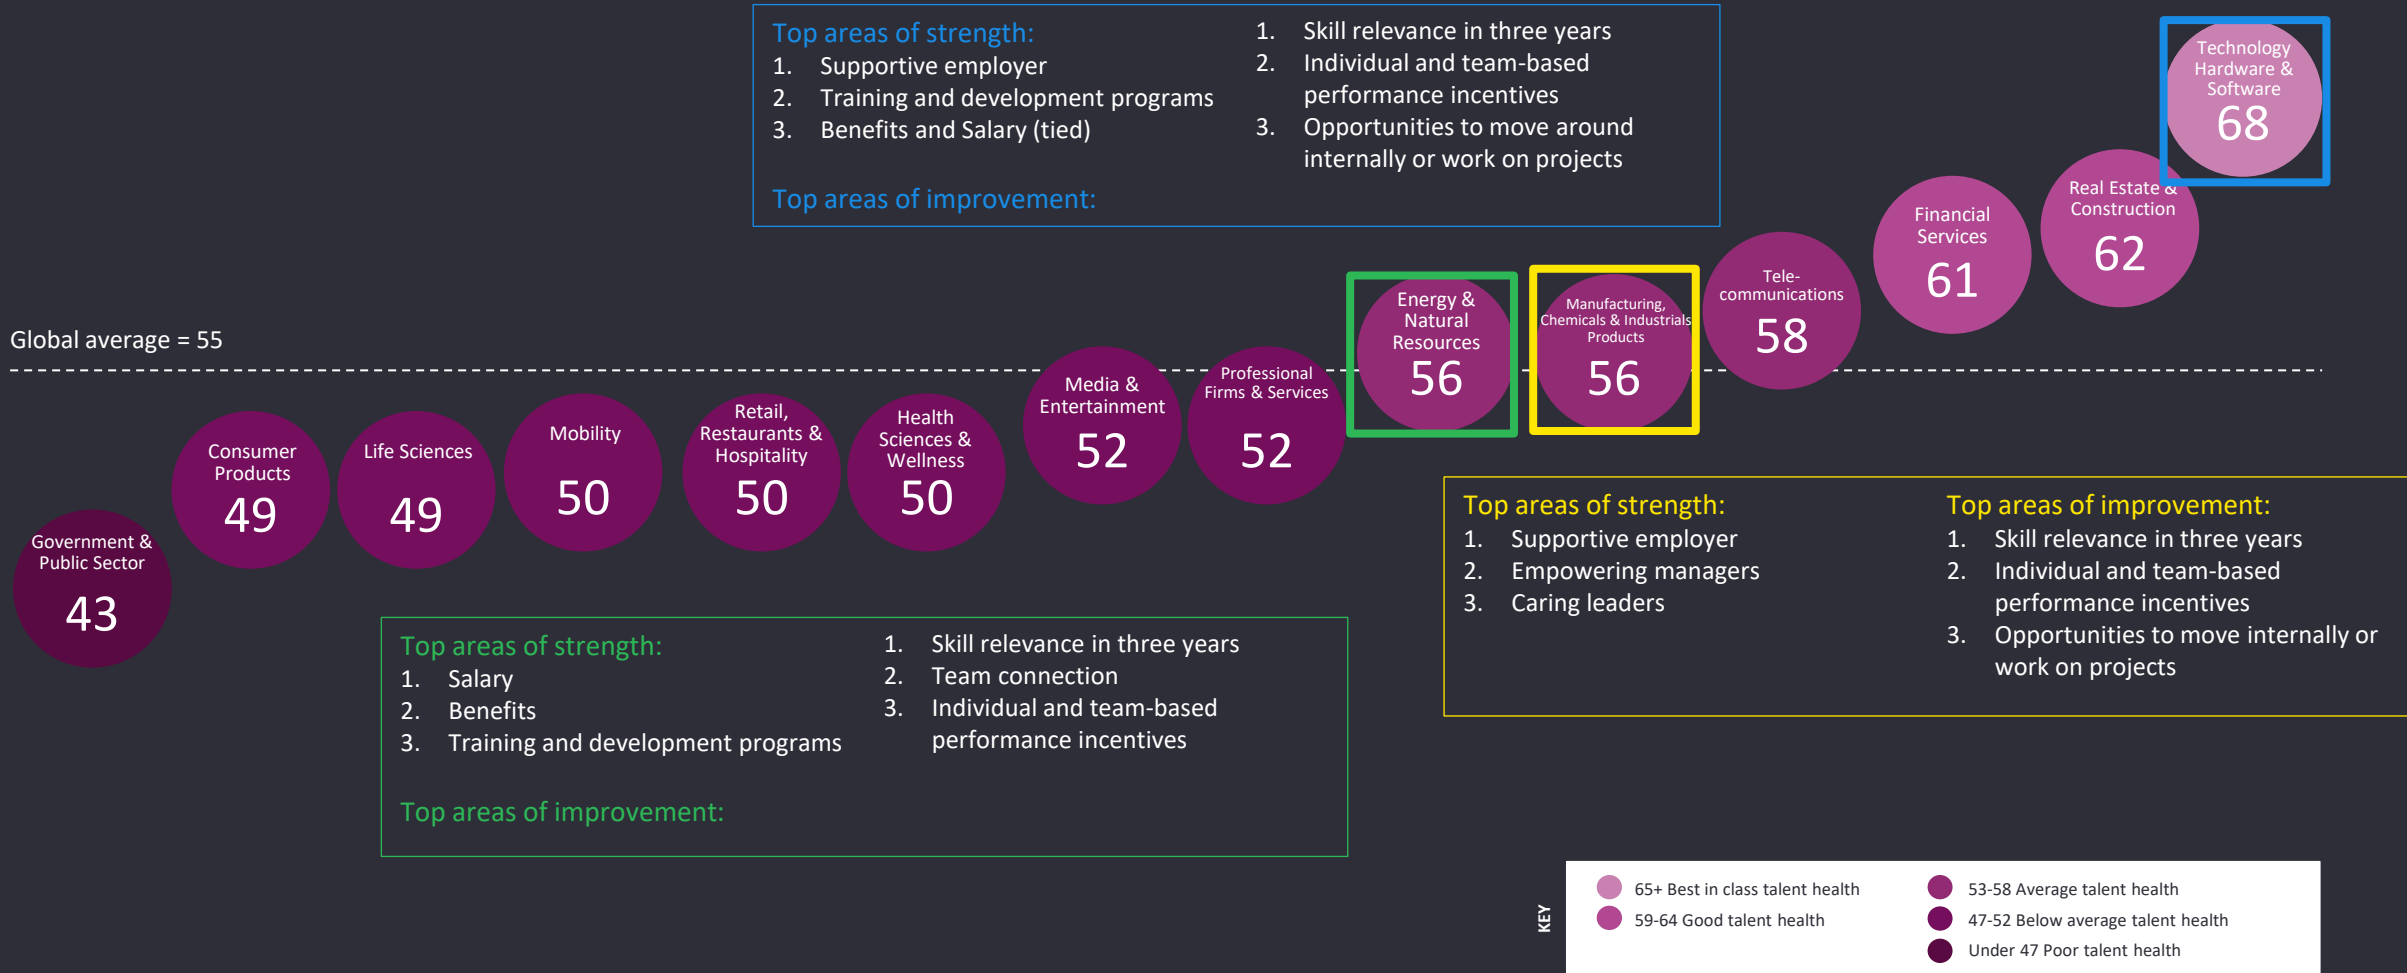 Top areas of strength:
1. Supportive employer
2. Training and development programs
3. Benefits and Salary (tied)
Top areas of improvement:
1. Skill relevance in three years
2. Individual and team-based
performance incentives
3. Opportunities to move around
internally or work on projects
Technology
Hardware &
Software
68
Real Estate &
Construction
62
Financial
Services
61
Tele-
communications
58
Manufacturing,
Chemicals & Industrials
Products
56
Energy &
Natural
Resources
56
Global average = 55
Professional
Firms & Services
52
Media &
Entertainment
52
Health
Sciences &
Wellness
50
Retail,
Restaurants &
Hospitality
50
Mobility
50
Life Sciences
49
Consumer
Products
49
Government &
Public Sector
43
Top areas of strength:
1. Supportive employer
2. Empowering managers
3. Caring leaders
Top areas of improvement:
1. Skill relevance in three years
2. Individual and team-based
performance incentives
3. Opportunities to move internally or
work on projects
Top areas of strength:
1. Salary
2. Benefits
3. Training and development programs
Top areas of improvement:
1. Skill relevance in three years
2. Team connection
3. Individual and team-based
performance incentives
KEY
65+ Best in class talent health
59-64 Good talent health
53-58 Average talent health
47-52 Below average talent health
Under 47 Poor talent health